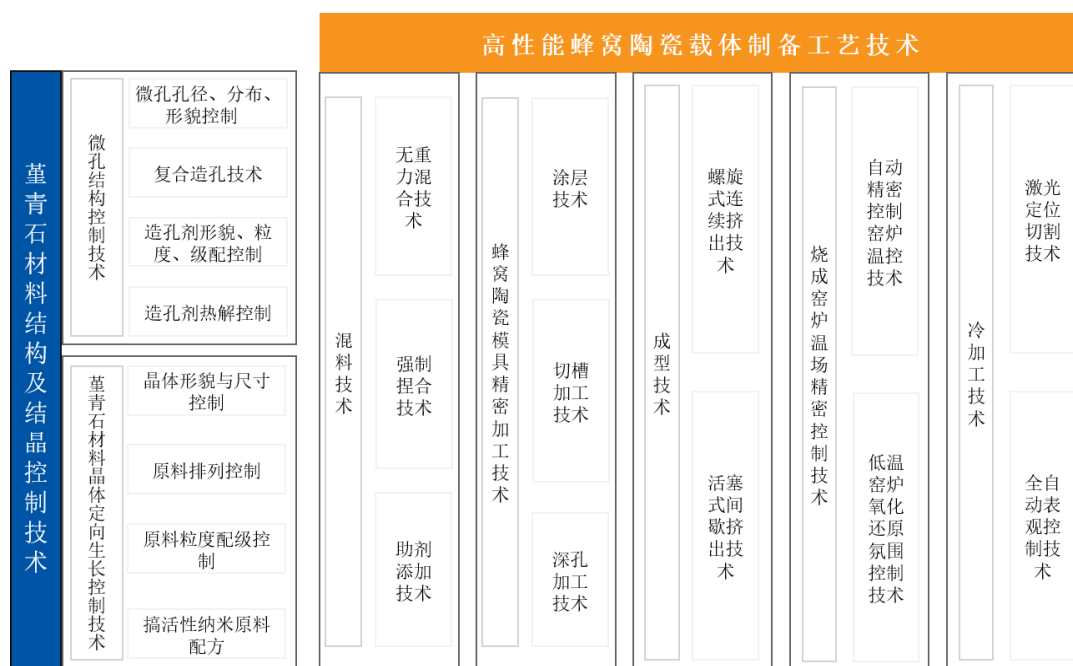 高性能蜂窝陶瓷载体制备工艺技术
堇青石材料结构及结晶控制技术
微孔结构控制技术
微孔孔径、分布、
形貌控制
复合造孔技术
造孔剂形貌、粒
度、级配控制
造孔剂热解控制
堇青石材料晶体定向生长控制技术
晶体形貌与尺寸
控制
原料排列控制
原料粒度配级控
制
搞活性纳米原料
配方
混料技术
无重
力混
合技
术
强制
捏合
技术
助剂
添加
技术
蜂窝陶瓷模具精密加工技术
涂层
技术
切槽
加工
技术
深孔
加工
技术
成型技术
螺旋
式连
续挤
出技
术
活塞
式间
歇挤
出技
术
烧成窑炉温场精密控制技术
自动
精密
控制
窑炉
温控
技术
低温
窑炉
氧化
还原
氛围
控制
技术
冷加工技术
激光
定位
切割
技术
全自
动表
观控
制技
术